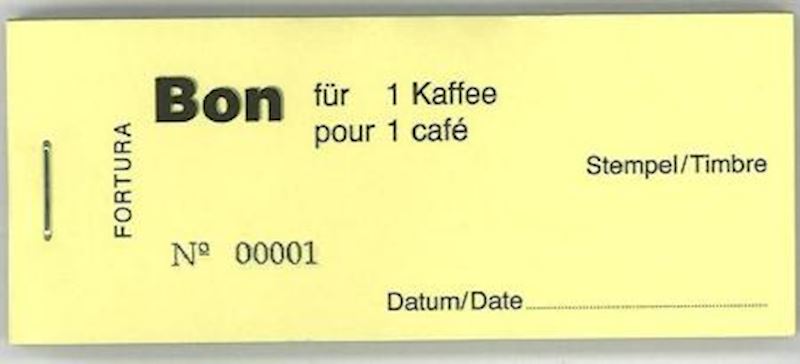 FORTURA
Bon für 1 Kaffee
pour 1 café
Stempel/Timbre
Nº 00001
Datum/Date